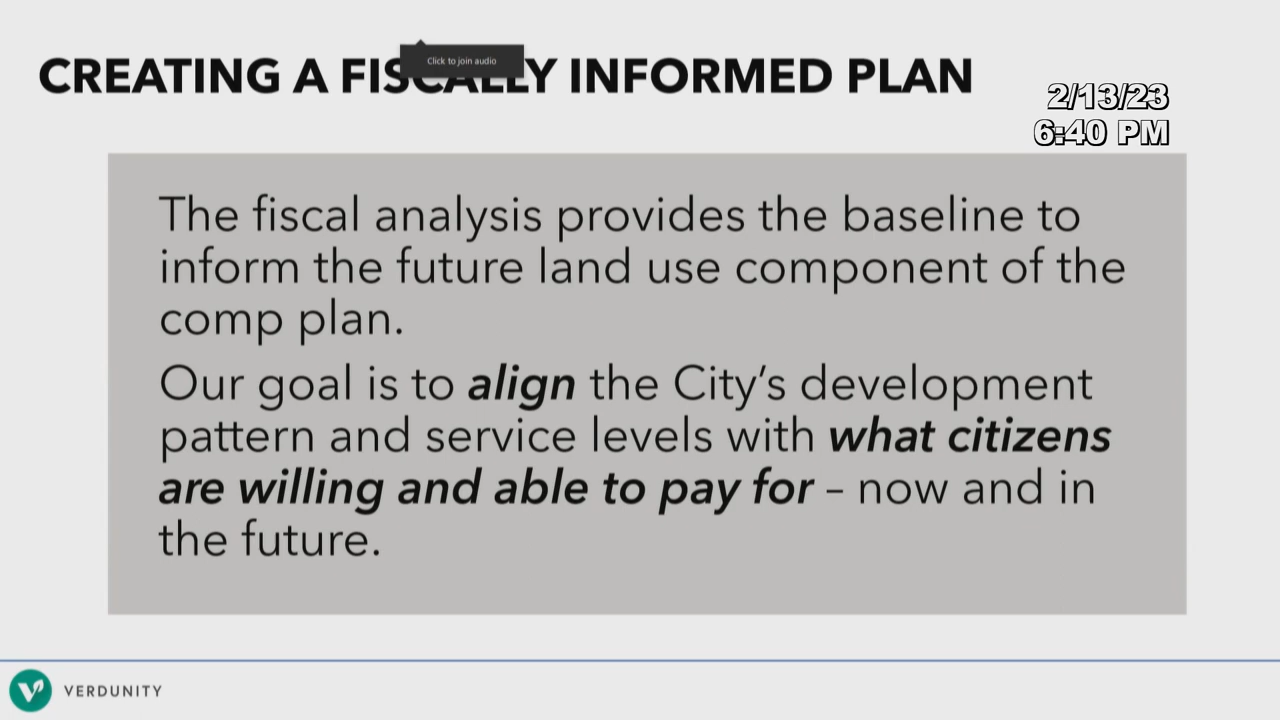 CREATING A FISCALLY INFORMED PLAN
Click to join audio
2/13/23
6:40 PM
The fiscal analysis provides the baseline to
inform the future land use component of the
comp plan.
Our goal is to align the City's development
pattern and service levels with what citizens
are willing and able to pay for – now and in
the future.
VERDUNITY